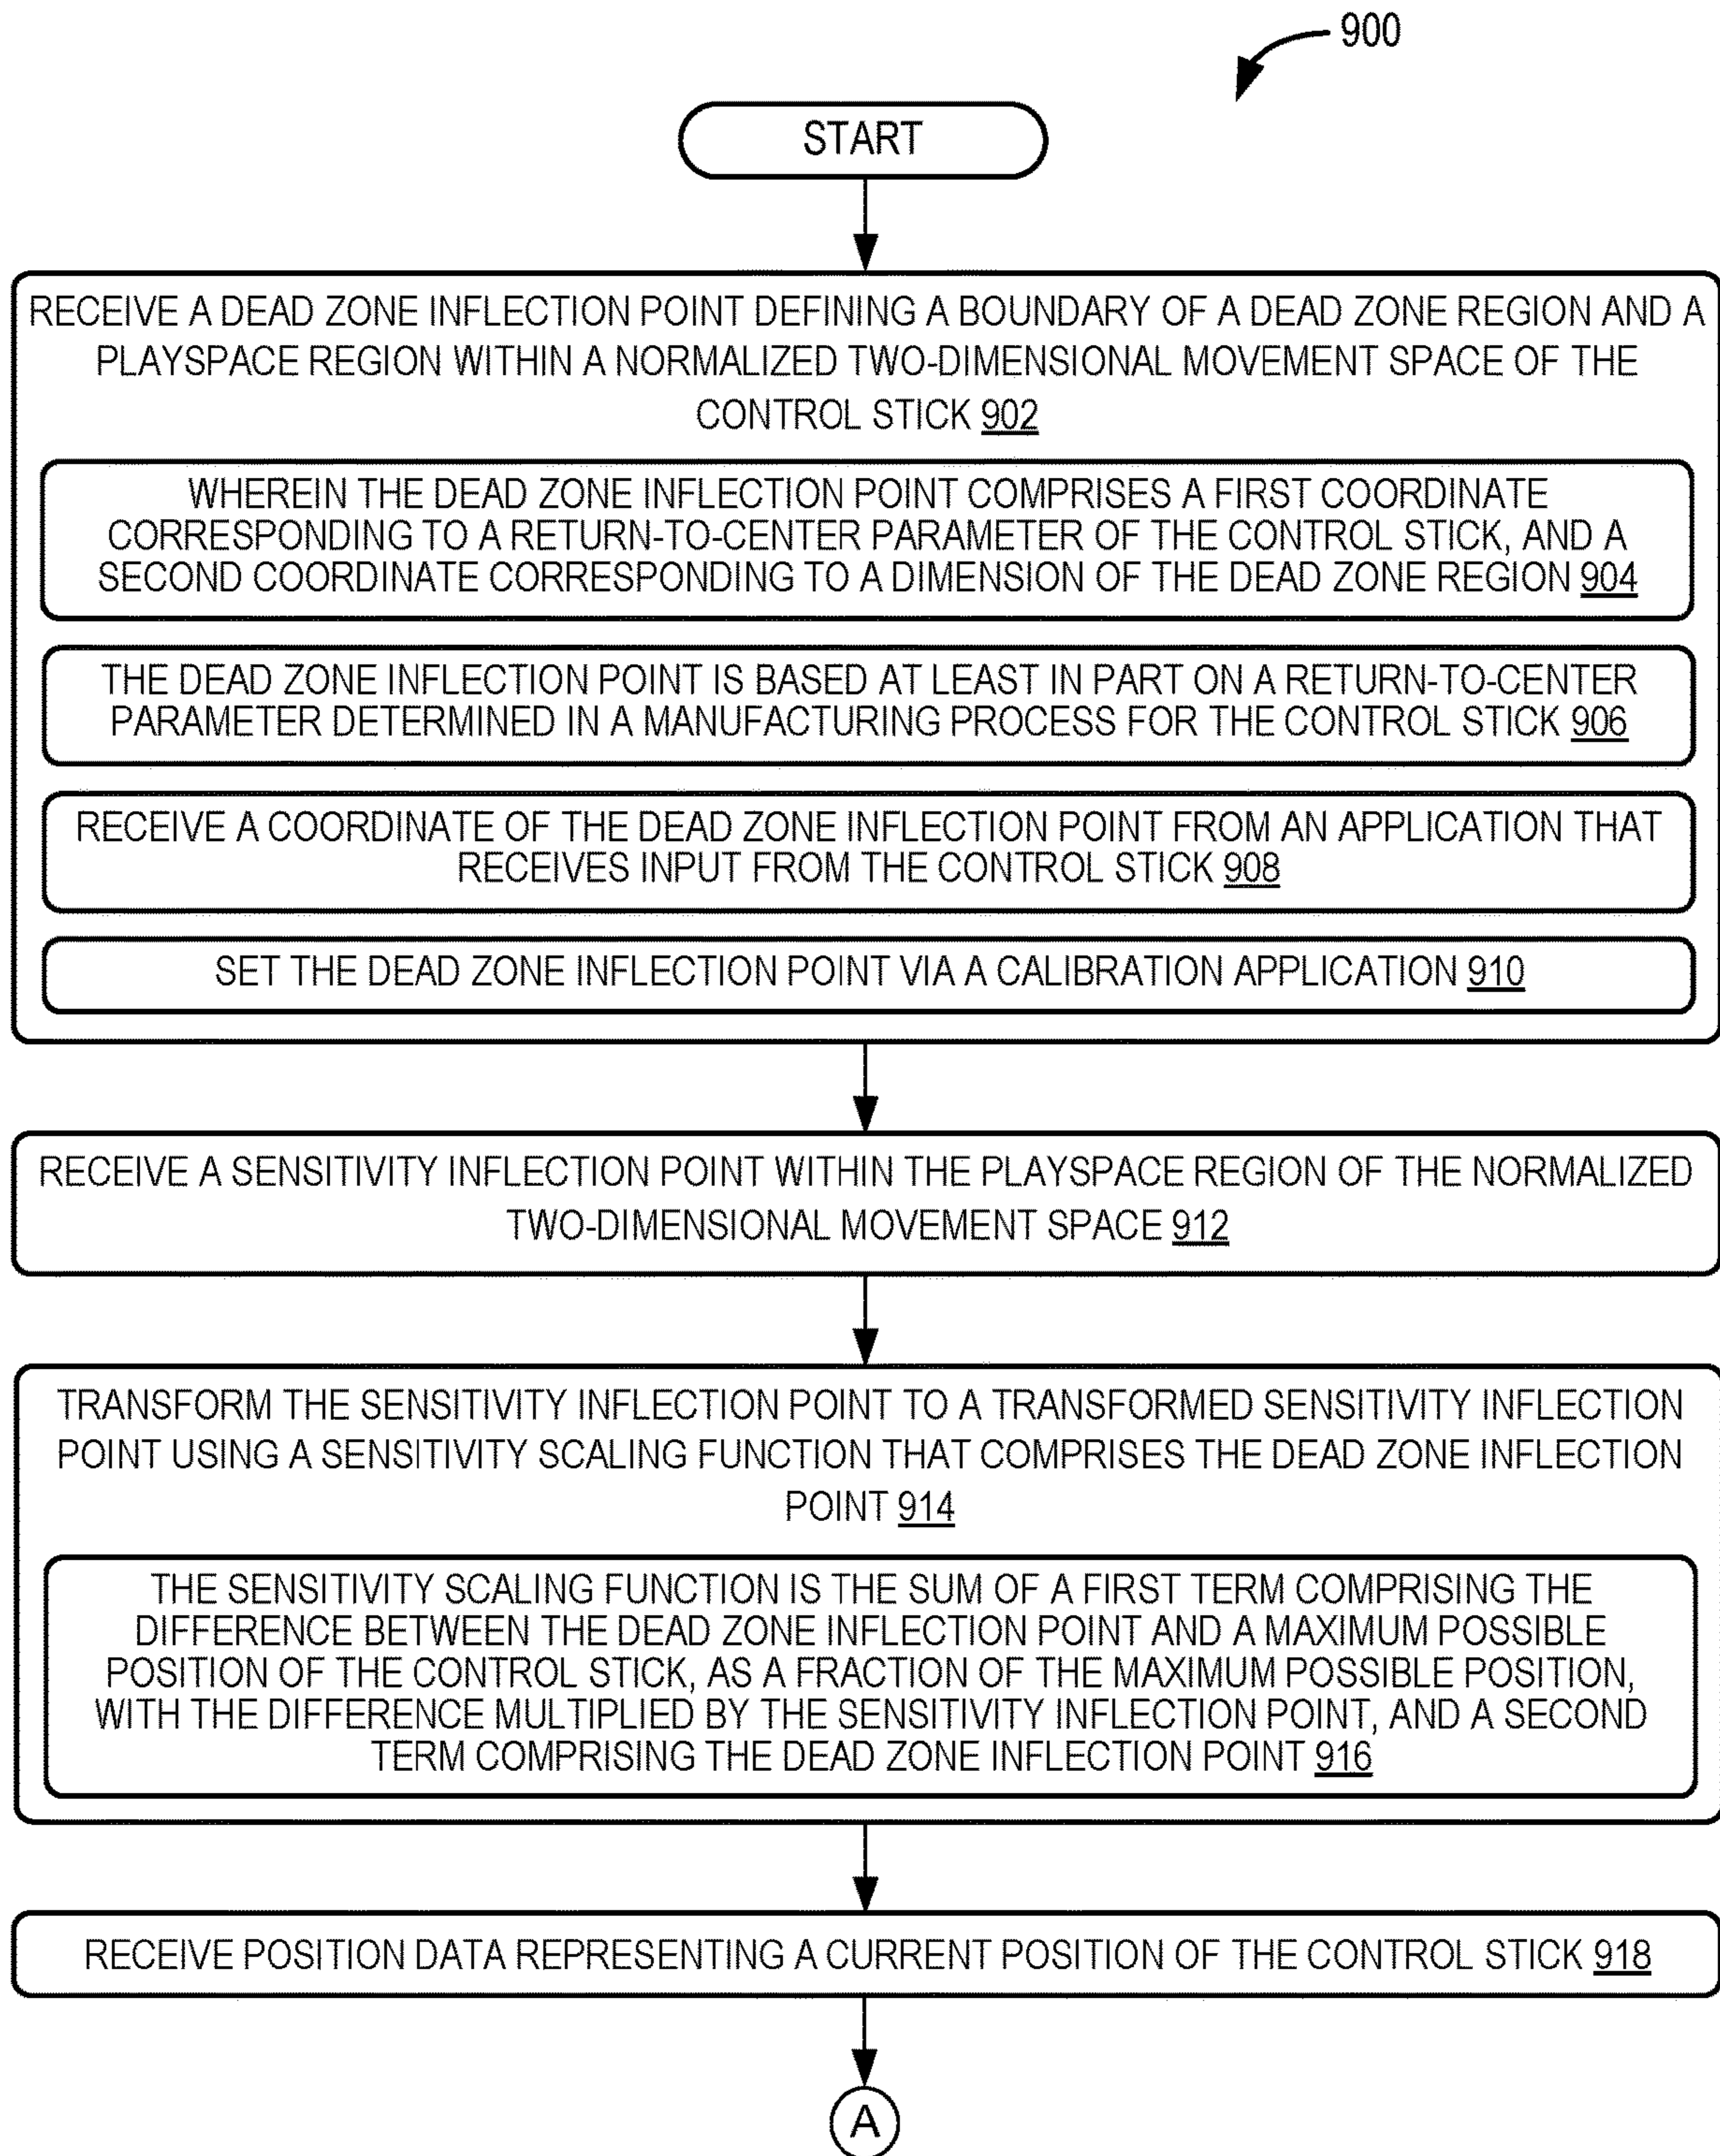 900
START
RECEIVE A DEAD ZONE INFLECTION POINT DEFINING A BOUNDARY OF A DEAD ZONE REGION AND A
PLAYSPACE REGION WITHIN A NORMALIZED TWO-DIMENSIONAL MOVEMENT SPACE OF THE
CONTROL STICK 902
WHEREIN THE DEAD ZONE INFLECTION POINT COMPRISES A FIRST COORDINATE
CORRESPONDING TO A RETURN-TO-CENTER PARAMETER OF THE CONTROL STICK, AND A
SECOND COORDINATE CORRESPONDING TO A DIMENSION OF THE DEAD ZONE REGION 904
THE DEAD ZONE INFLECTION POINT IS BASED AT LEAST IN PART ON A RETURN-TO-CENTER
PARAMETER DETERMINED IN A MANUFACTURING PROCESS FOR THE CONTROL STICK 906
RECEIVE A COORDINATE OF THE DEAD ZONE INFLECTION POINT FROM AN APPLICATION THAT
RECEIVES INPUT FROM THE CONTROL STICK 908
SET THE DEAD ZONE INFLECTION POINT VIA A CALIBRATION APPLICATION 910
RECEIVE A SENSITIVITY INFLECTION POINT WITHIN THE PLAYSPACE REGION OF THE NORMALIZED
TWO-DIMENSIONAL MOVEMENT SPACE 912
TRANSFORM THE SENSITIVITY INFLECTION POINT TO A TRANSFORMED SENSITIVITY INFLECTION
POINT USING A SENSITIVITY SCALING FUNCTION THAT COMPRISES THE DEAD ZONE INFLECTION
POINT 914
THE SENSITIVITY SCALING FUNCTION IS THE SUM OF A FIRST TERM COMPRISING THE
DIFFERENCE BETWEEN THE DEAD ZONE INFLECTION POINT AND A MAXIMUM POSSIBLE
POSITION OF THE CONTROL STICK, AS A FRACTION OF THE MAXIMUM POSSIBLE POSITION,
WITH THE DIFFERENCE MULTIPLIED BY THE SENSITIVITY INFLECTION POINT, AND A SECOND
TERM COMPRISING THE DEAD ZONE INFLECTION POINT 916
RECEIVE POSITION DATA REPRESENTING A CURRENT POSITION OF THE CONTROL STICK 918
A